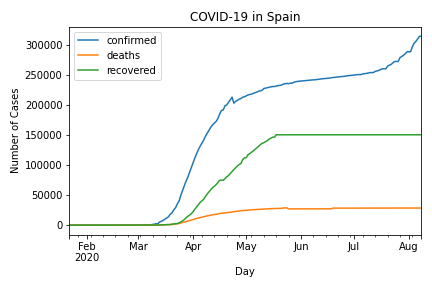 COVID-19 in Spain
confirmed
deaths
recovered
Number of Cases
300000
250000
200000
150000
100000
50000
0
Feb Mar Apr May Jun Jul Aug
2020
Day